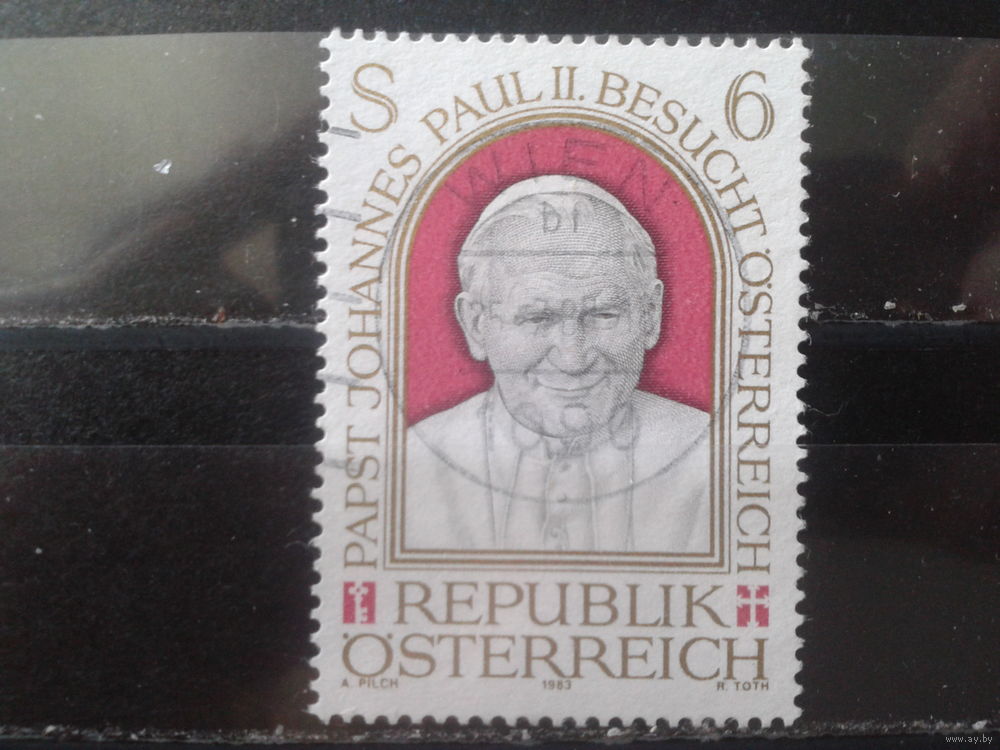 S 6
PAPST JOHANNES PAUL II. BESUCHT ÖSTERREICH
WIEN
REPUBLIK
ÖSTERREICH
A. PILCH 1983 R. TOTH
www.ay.by